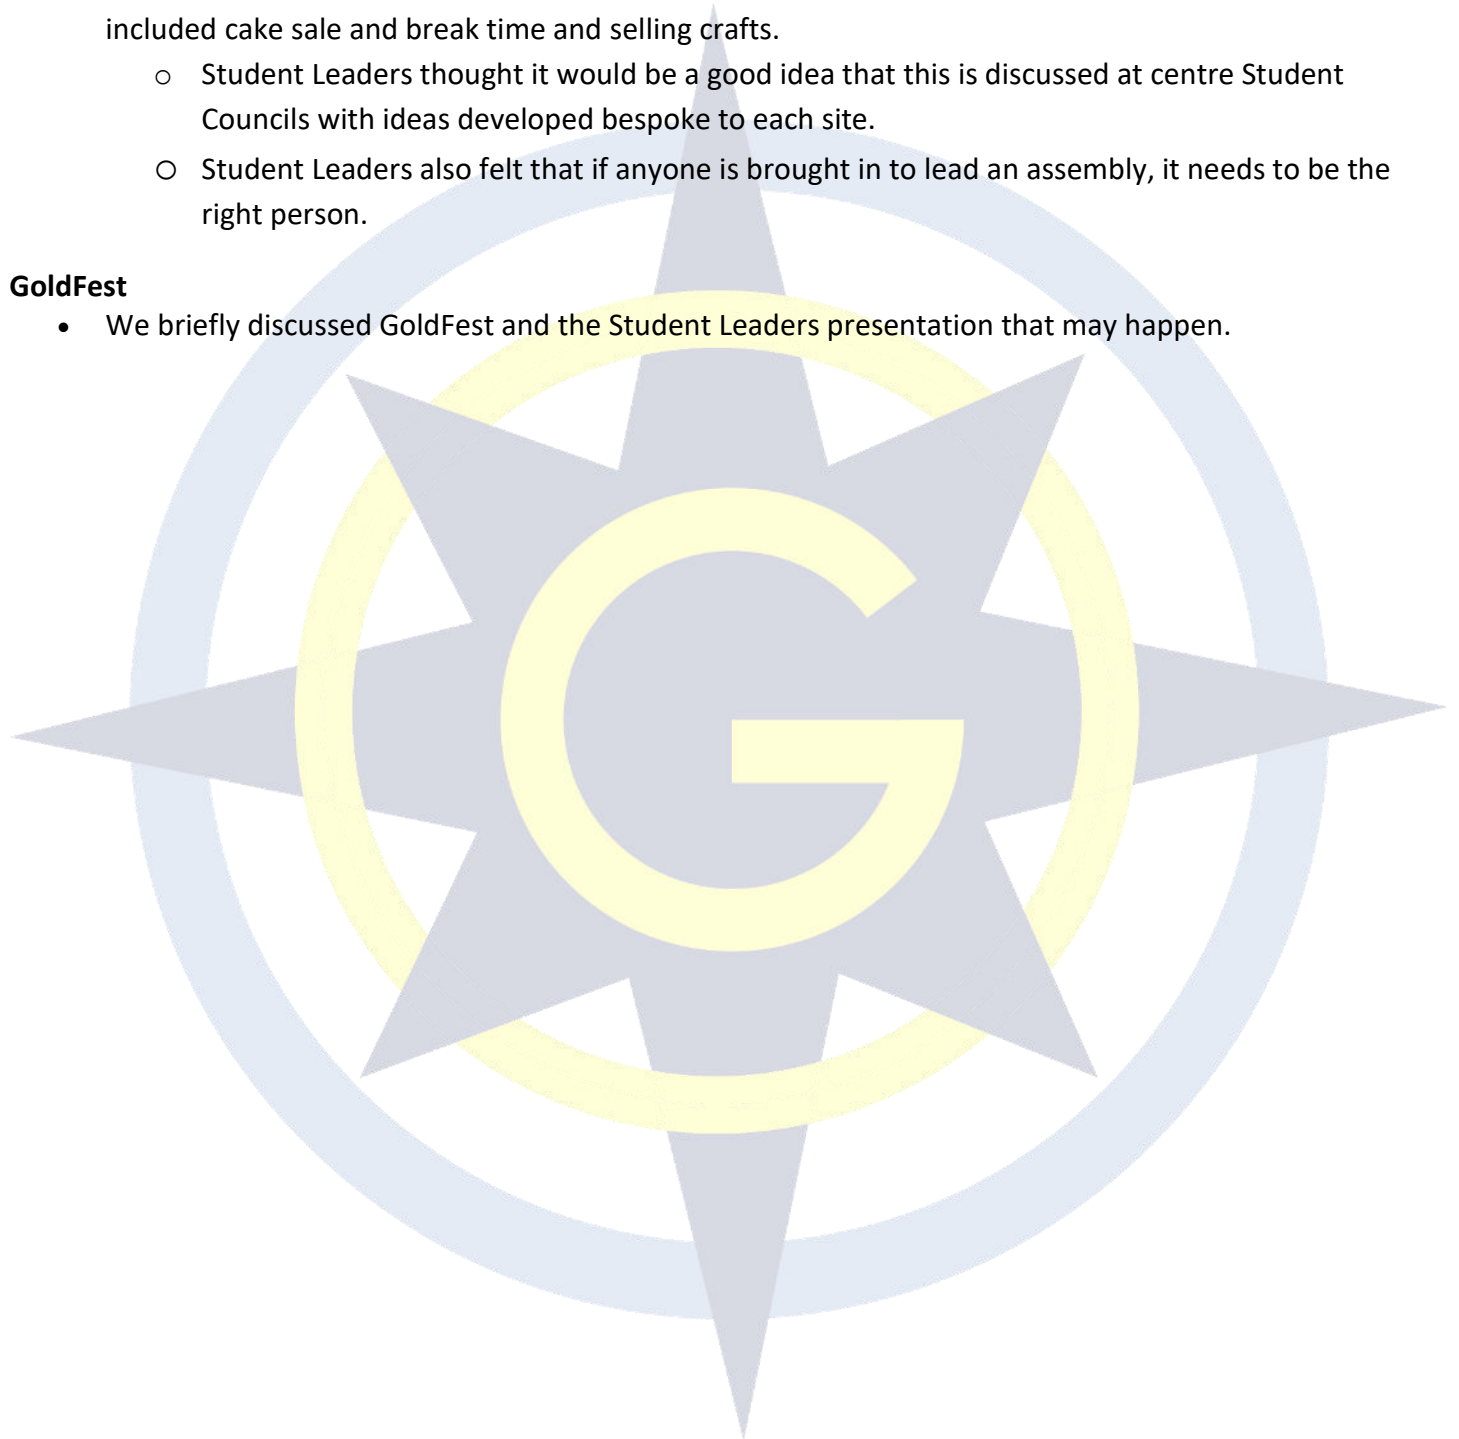 included cake sale and break time and selling crafts.
o Student Leaders thought it would be a good idea that this is discussed at centre Student
Councils with ideas developed bespoke to each site.
o Student Leaders also felt that if anyone is brought in to lead an assembly, it needs to be the
right person.
GoldFest
• We briefly discussed GoldFest and the Student Leaders presentation that may happen.
G